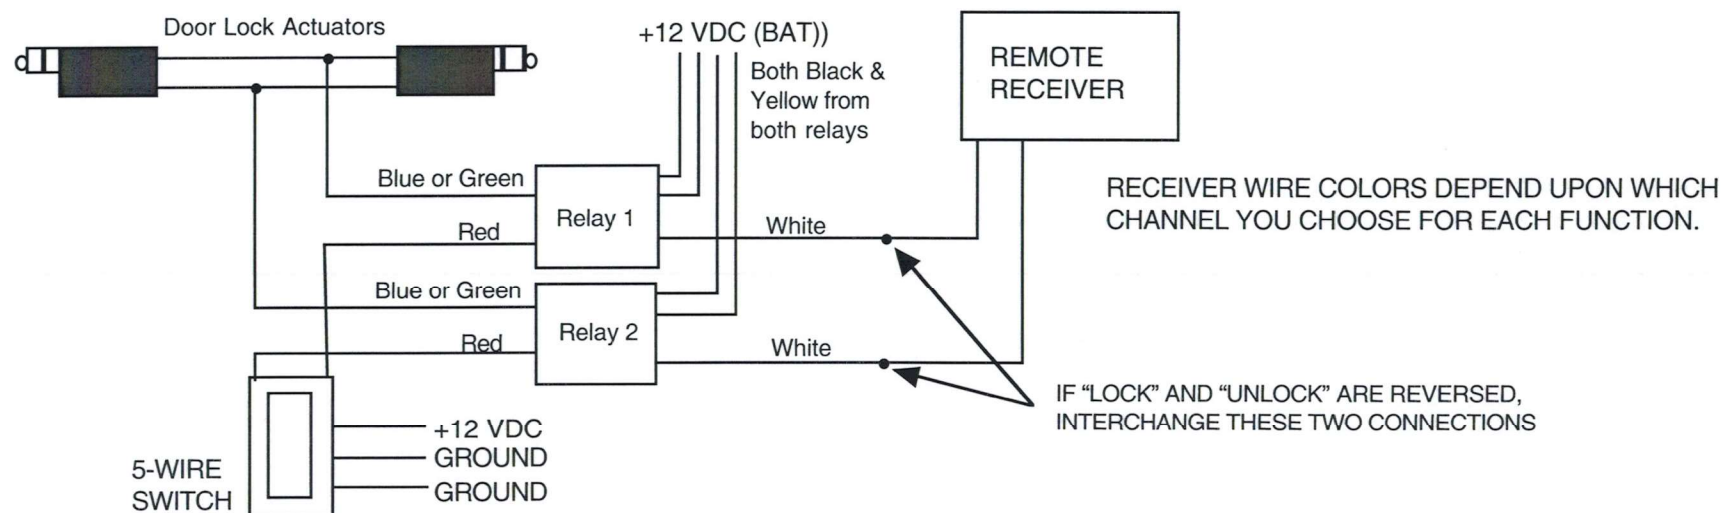 Door Lock Actuators
+12 VDC (BAT))
Both Black &
Yellow from
both relays
REMOTE
RECEIVER
RECEIVER WIRE COLORS DEPEND UPON WHICH
CHANNEL YOU CHOOSE FOR EACH FUNCTION.
Blue or Green
Relay 1
Red
White
Blue or Green
Relay 2
Red
White
IF “LOCK” AND “UNLOCK” ARE REVERSED,
INTERCHANGE THESE TWO CONNECTIONS
5-WIRE
SWITCH
+12 VDC
GROUND
GROUND